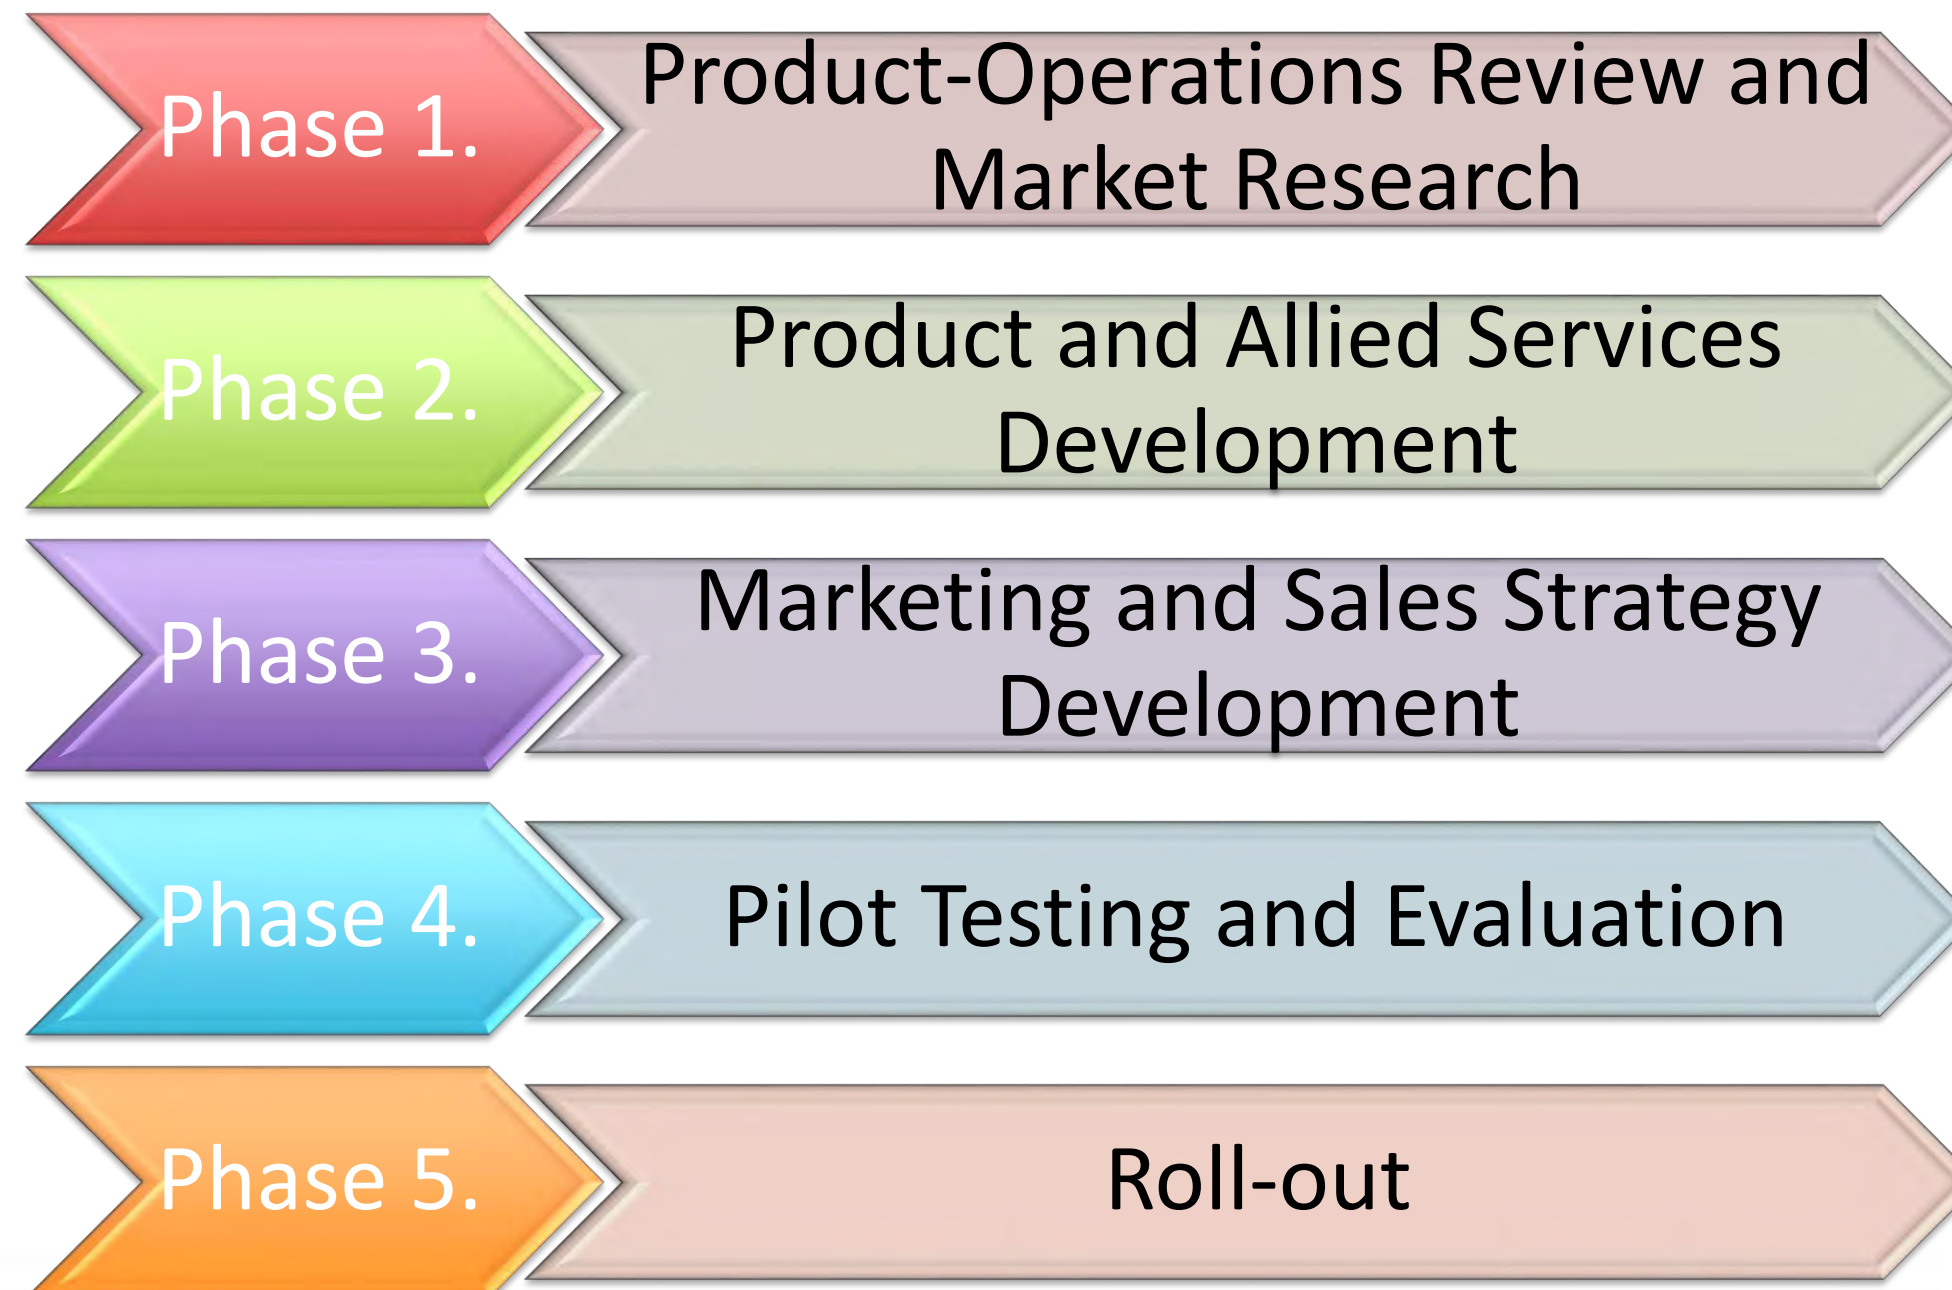 Phase 1.
Product-Operations Review and
Market Research
Phase 2.
Product and Allied Services
Development
Phase 3.
Marketing and Sales Strategy
Development
Phase 4.
Pilot Testing and Evaluation
Phase 5.
Roll-out